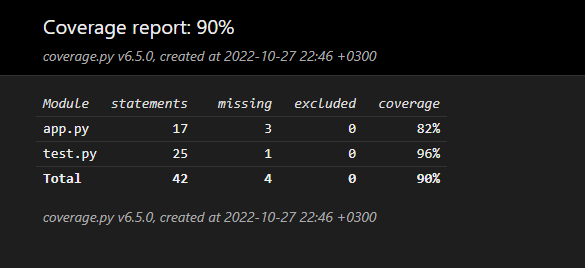 Coverage report: 90%
coverage.py v6.5.0, created at 2022-10-27 22:46 +0300
Module statements missing excluded coverage
app.py 17 3 0 82%
test.py 25 1 0 96%
Total 42 4 0 90%
coverage.py v6.5.0, created at 2022-10-27 22:46 +0300